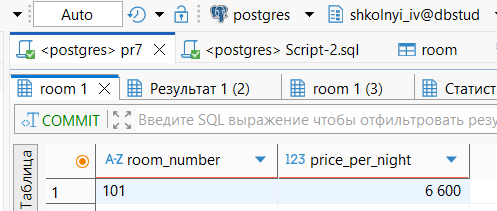 Auto postgres shkolnyi_iv@dbstud
<postgres> pr7 <postgres> Script-2.sql room
room 1 Результат 1 (2) room 1 (3) Статист
COMMIT Введите SQL выражение чтобы отфильтровать резу
Таблица
A-Z room_number 123 price_per_night
1 101 6 600